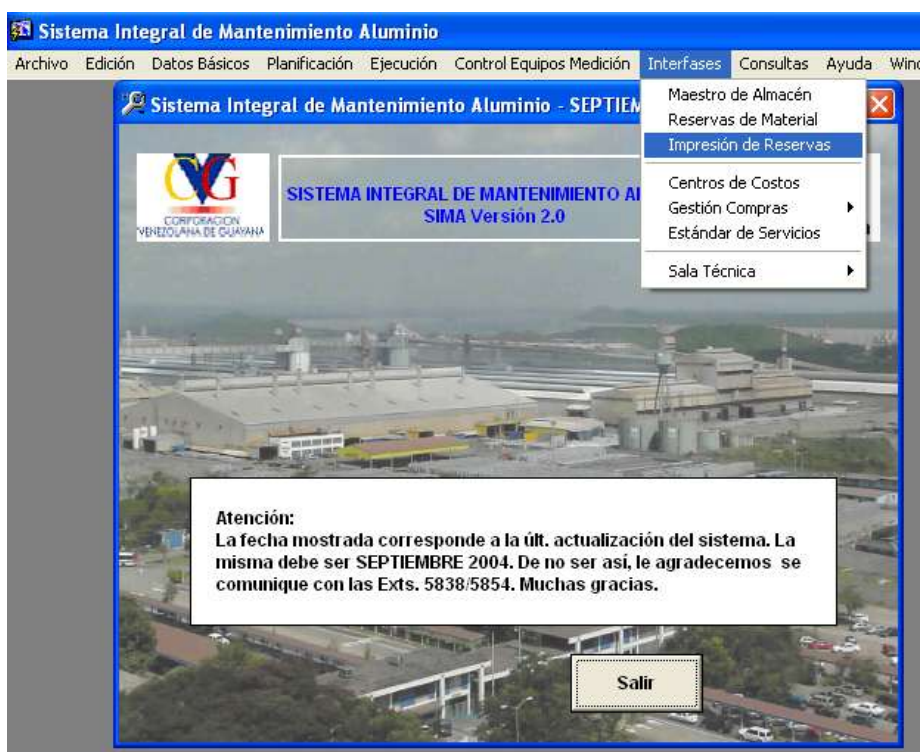 Sistema Integral de Mantenimiento Aluminio
Archivo Edición Datos Básicos Planificación Ejecución Control Equipos Medición Interfases Consultas Ayuda Wind
Sistema Integral de Mantenimiento Aluminio - SEPTIEM
Maestro de Almacén
Reservas de Material
Impresión de Reservas
Centros de Costos
Gestión Compras
Estándar de Servicios
Sala Técnica
CVG
CORPORACION
VENEZOLANA DE GUAYANA
SISTEMA INTEGRAL DE MANTENIMIENTO AL
SIMA Versión 2.0
Atención:
La fecha mostrada corresponde a la últ. actualización del sistema. La
misma debe ser SEPTIEMBRE 2004. De no ser así, le agradecemos se
comunique con las Exts. 5838/5854. Muchas gracias.
Salir